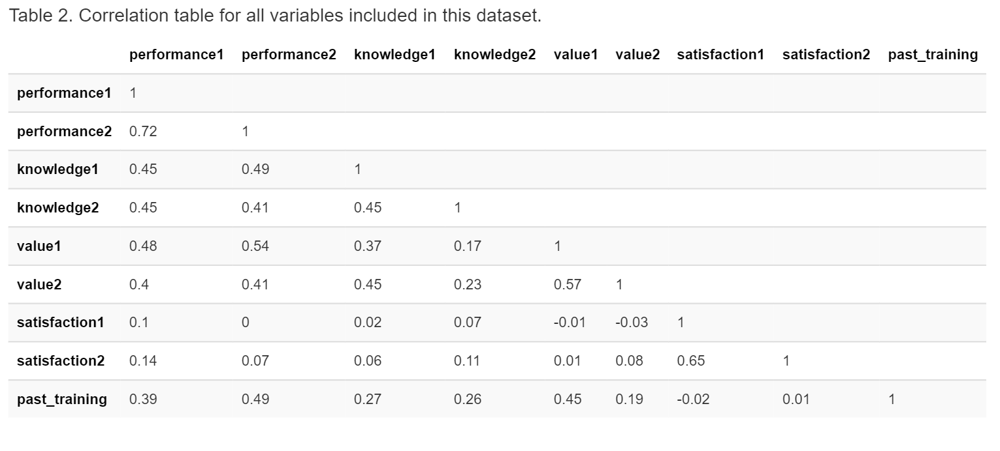 Table 2. Correlation table for all variables included in this dataset.
performance1 performance2 knowledge1 knowledge2 value1 value2 satisfaction1 satisfaction2 past_training
performance1 1
performance2 0.72 1
knowledge1 0.45 0.49 1
knowledge2 0.45 0.41 0.45 1
value1 0.48 0.54 0.37 0.17 1
value2 0.4 0.41 0.45 0.23 0.57 1
satisfaction1 0.1 0 0.02 0.07 -0.01 -0.03 1
satisfaction2 0.14 0.07 0.06 0.11 0.01 0.08 0.65 1
past_training 0.39 0.49 0.27 0.26 0.45 0.19 -0.02 0.01 1